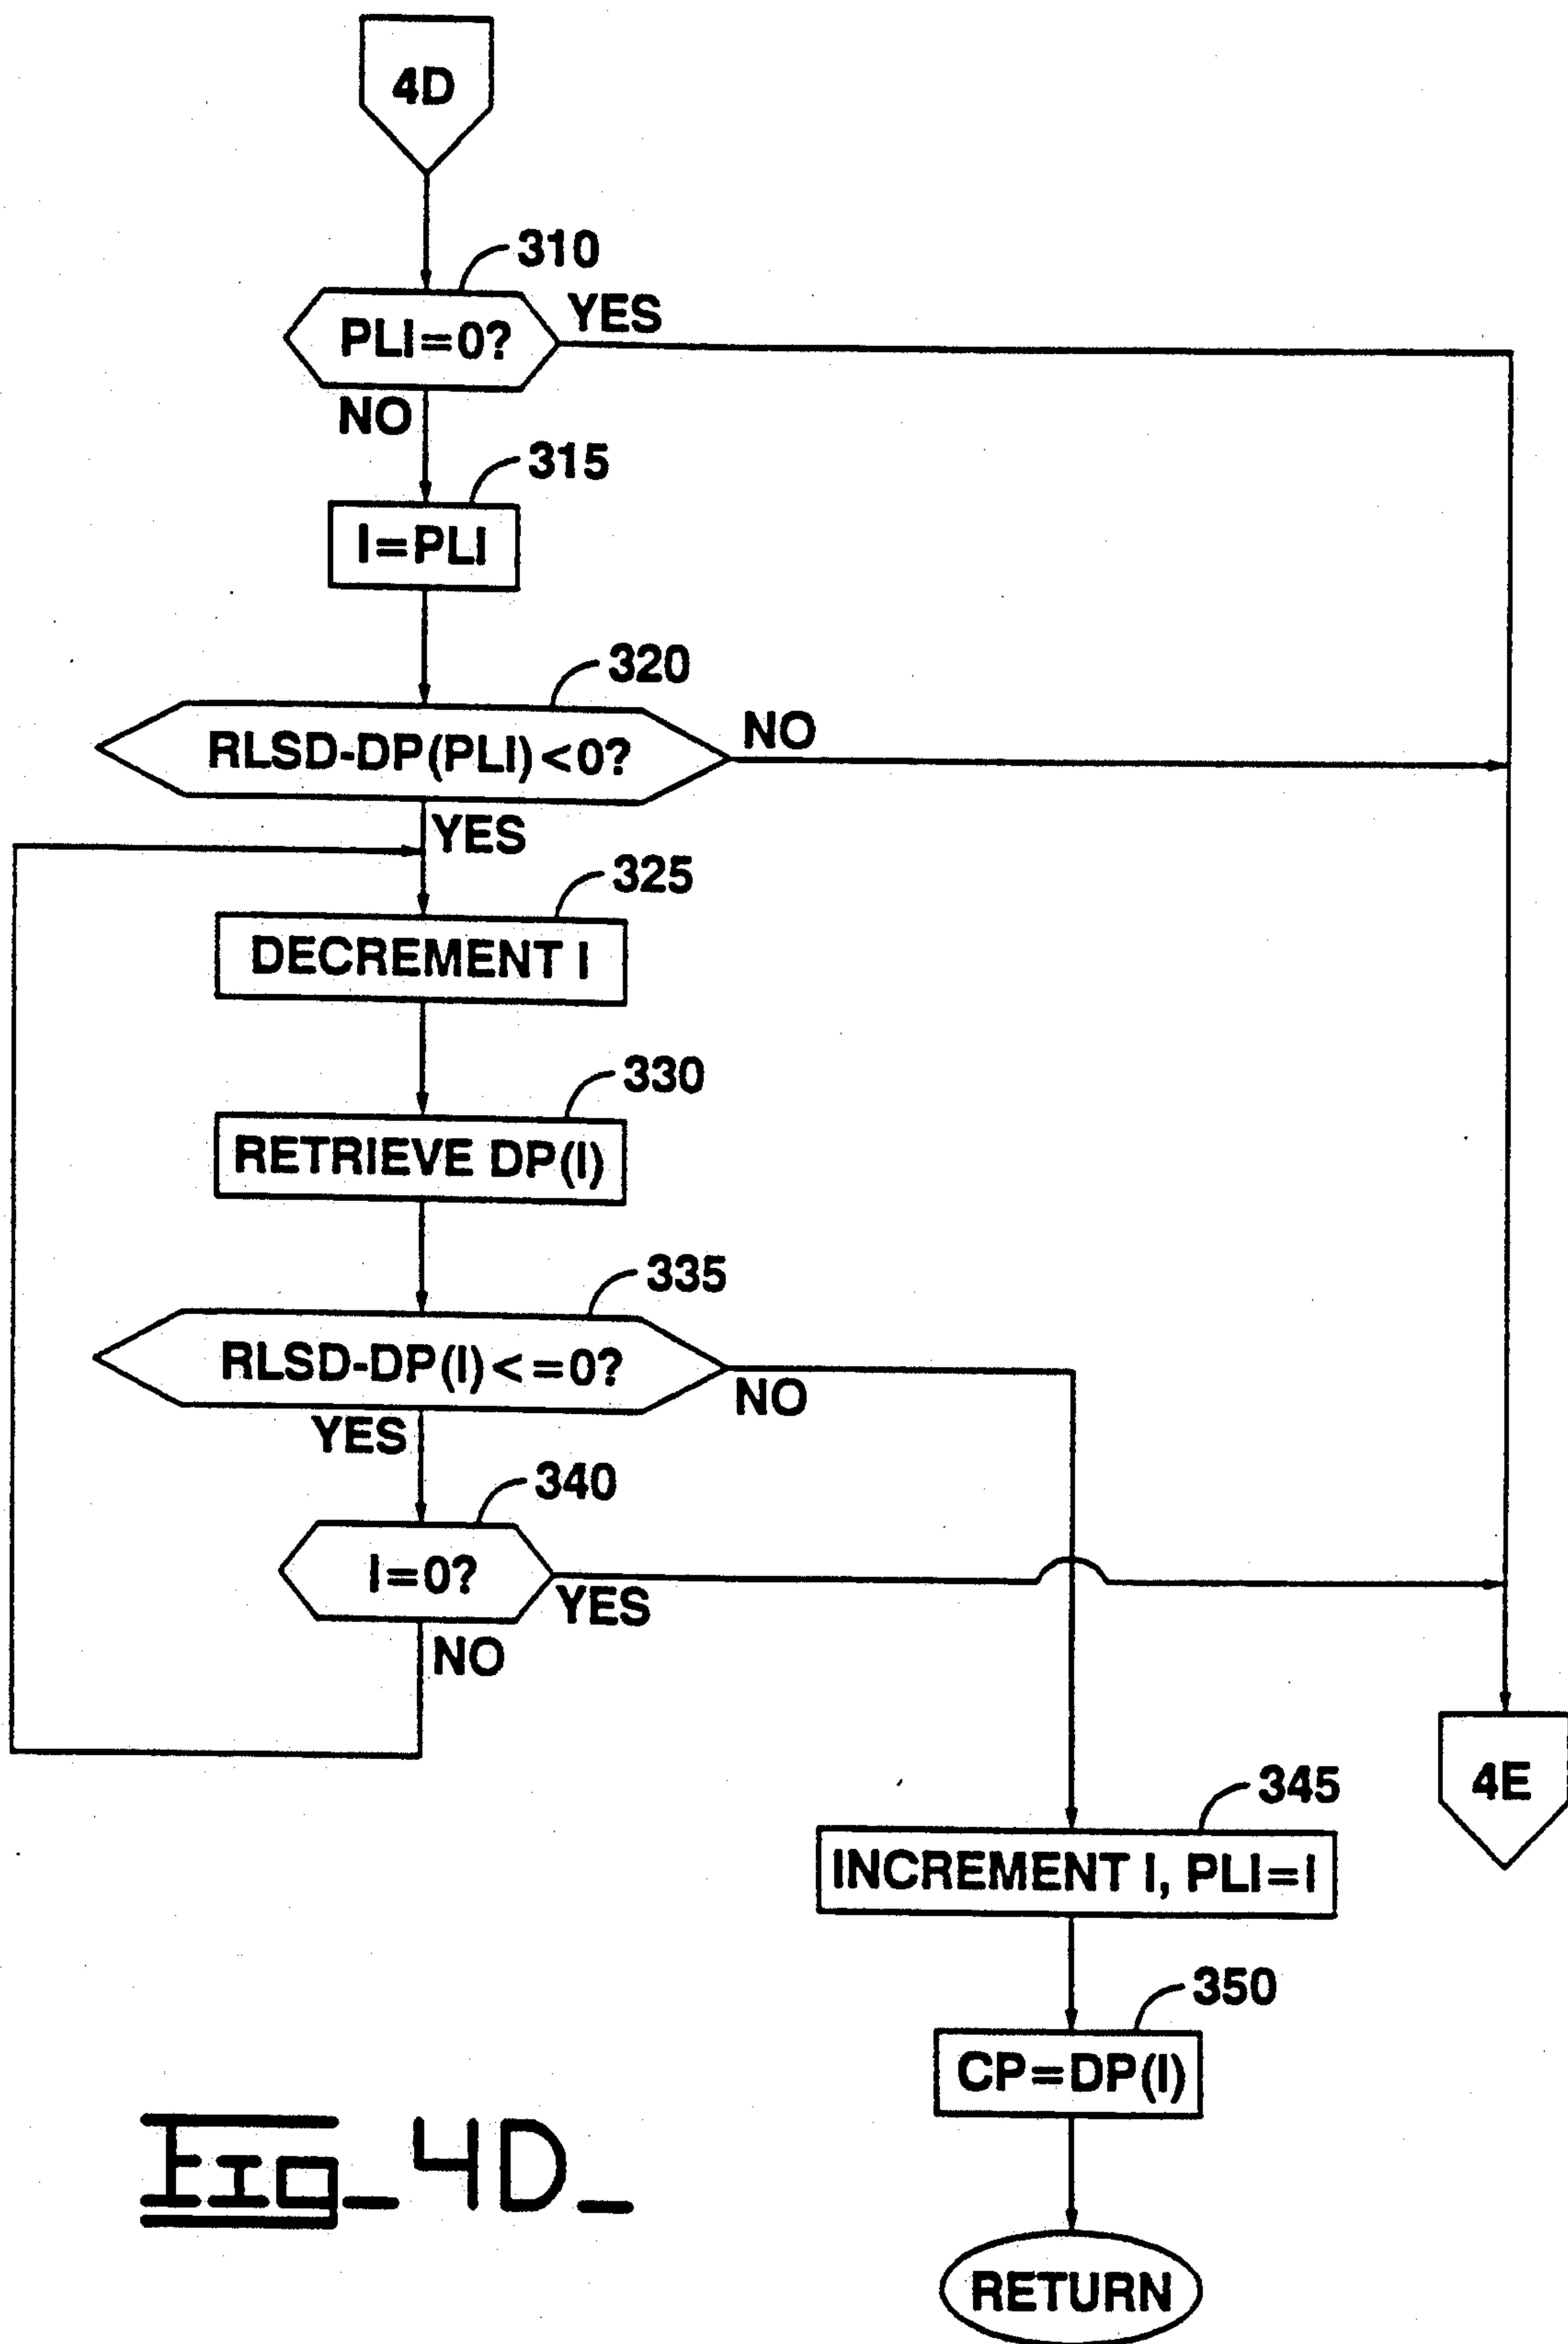 4D
310
PLI=0?
YES
NO
315
I=PLI
320
RLSD-DP(PLI)<0?
NO
YES
325
DECREMENT I
330
RETRIEVE DP(I)
335
RLSD-DP(I)<=0?
NO
YES
340
I=0?
YES
NO
4E
345
INCREMENT I, PLI=I
350
CP=DP(I)
RETURN
Fig_4D_